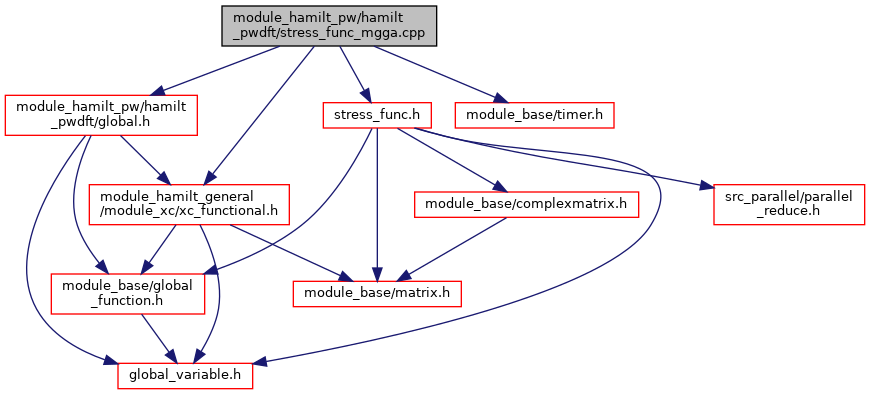 module_hamilt_pw/hamilt
_pwdft/stress_func_mgga.cpp
module_hamilt_pw/hamilt
_pwdft/global.h
stress_func.h
module_base/timer.h
module_hamilt_general
/module_xc/xc_functional.h
module_base/complexmatrix.h
src_parallel/parallel
_reduce.h
module_base/global
_function.h
module_base/matrix.h
global_variable.h